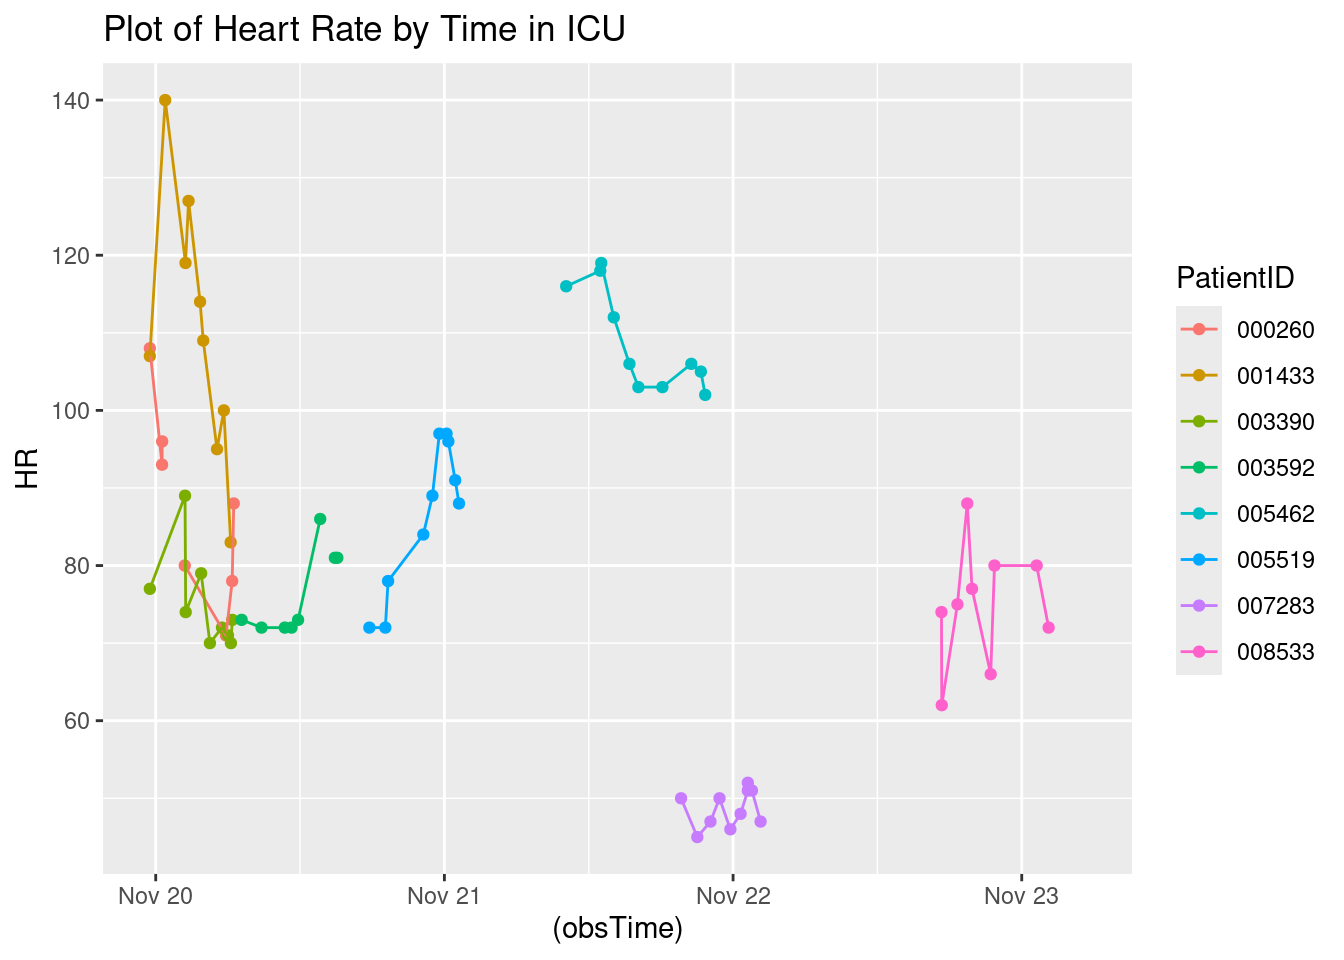 Plot of Heart Rate by Time in ICU
140
120
100
80
60
HR
Nov 20
Nov 21
Nov 22
Nov 23
(obsTime)
PatientID
000260
001433
003390
003592
005462
005519
007283
008533